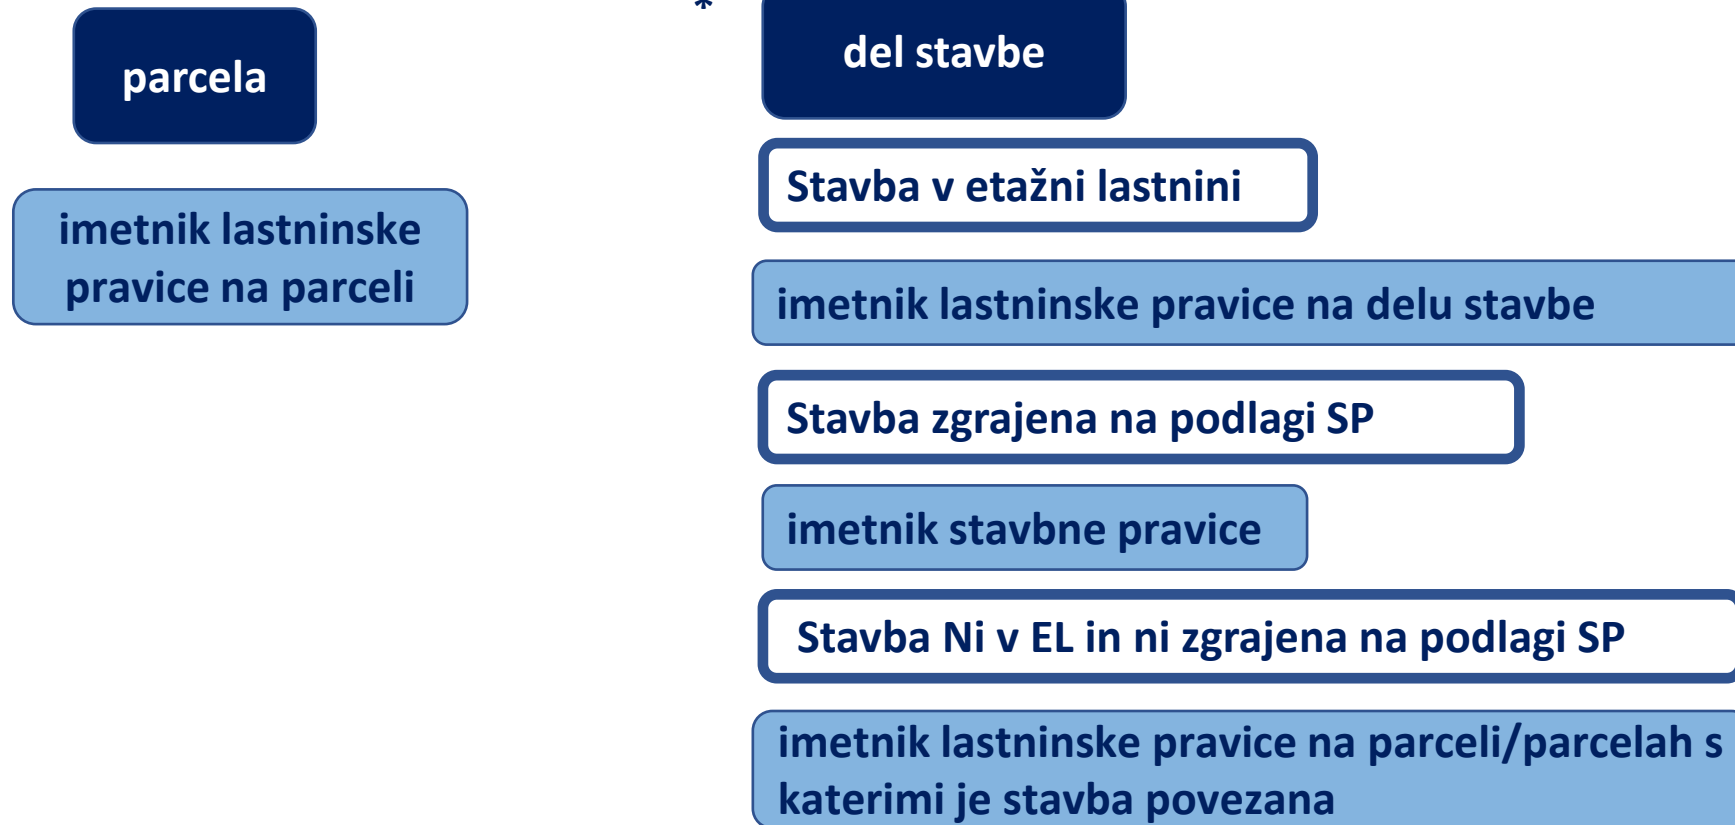 parcela
imetnik lastninske
pravice na parceli
*
del stavbe
Stavba v etažni lastnini
imetnik lastninske pravice na delu stavbe
Stavba zgrajena na podlagi SP
imetnik stavbne pravice
Stavba Ni v EL in ni zgrajena na podlagi SP
imetnik lastninske pravice na parceli/parcelah s
katerimi je stavba povezana